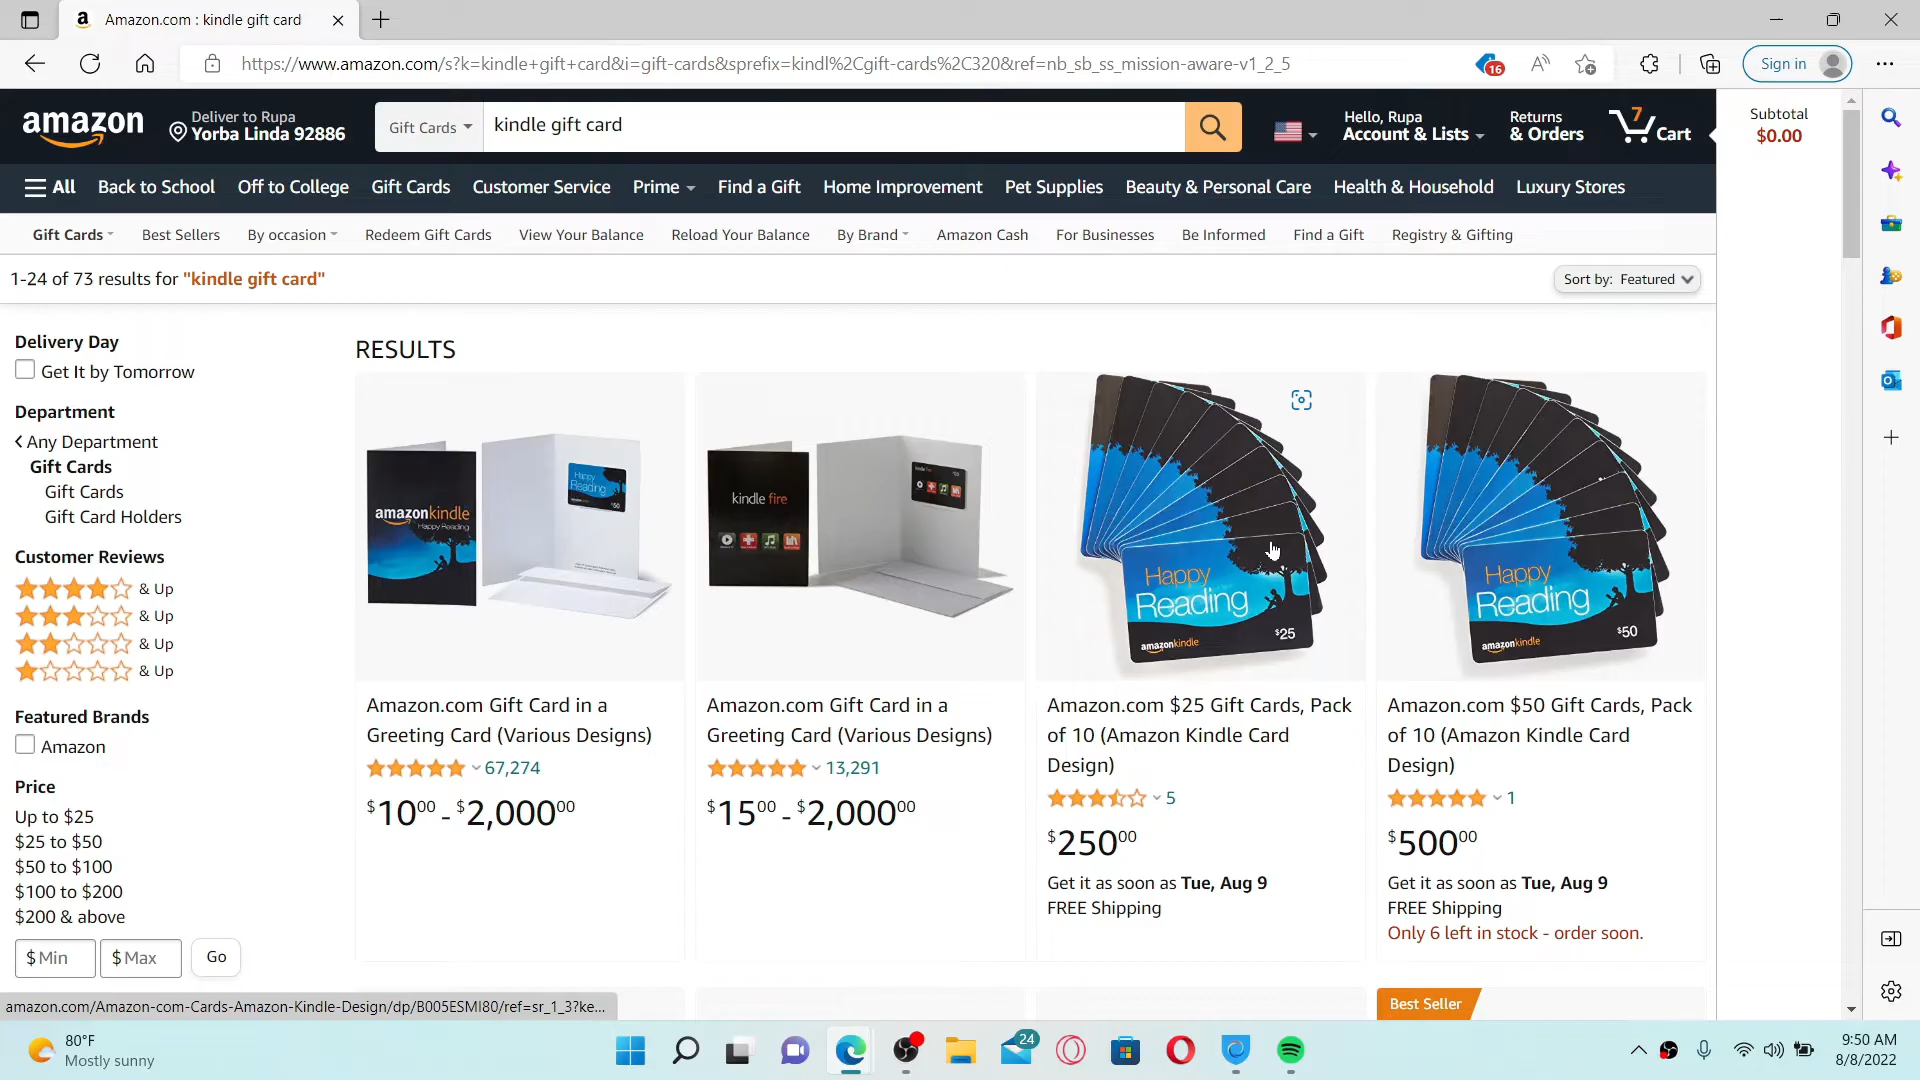 Amazon.com : kindle gift card
https://www.amazon.com/s?k=kindle+gift+card&i=gift-cards&sprefix=kindl%2Cgift-cards%2C320&ref=nb_sb_ss_mission-aware-v1_2_5
16
Sign in
amazon
Deliver to Rupa
Yorba Linda 92886
Gift Cards
kindle gift card
Hello, Rupa
Account & Lists
Returns
& Orders
7
Cart
Subtotal
$0.00
All Back to School Off to College Gift Cards Customer Service Prime Find a Gift Home Improvement Pet Supplies Beauty & Personal Care Health & Household Luxury Stores
Gift Cards Best Sellers By occasion Redeem Gift Cards View Your Balance Reload Your Balance By Brand Amazon Cash For Businesses Be Informed Find a Gift Registry & Gifting
1-24 of 73 results for "kindle gift card"
Sort by: Featured
Delivery Day
Get It by Tomorrow
Department
Any Department
Gift Cards
Gift Cards
Gift Card Holders
Customer Reviews
& Up
& Up
& Up
& Up
Featured Brands
Amazon
Price
Up to $25
$25 to $50
$50 to $100
$100 to $200
$200 & above
$ Min $ Max Go
RESULTS
amazonkindle
Happy Reading
Happy
Reading
$50
Amazon.com Gift Card in a
Greeting Card (Various Designs)
67,274
$1000 - $2,00000
kindle fire
kindle fire
Amazon.com Gift Card in a
Greeting Card (Various Designs)
13,291
$1500 - $2,00000
Happy
Reading
$25
amazonkindle
Amazon.com $25 Gift Cards, Pack
of 10 (Amazon Kindle Card
Design)
5
$25000
Get it as soon as Tue, Aug 9
FREE Shipping
Happy
Reading
$50
amazonkindle
Amazon.com $50 Gift Cards, Pack
of 10 (Amazon Kindle Card
Design)
1
$50000
Get it as soon as Tue, Aug 9
FREE Shipping
Only 6 left in stock - order soon.
Best Seller
amazon.com/Amazon-com-Cards-Amazon-Kindle-Design/dp/B005ESMI80/ref=sr_1_3?ke...
80°F
Mostly sunny
24
9:50 AM
8/8/2022